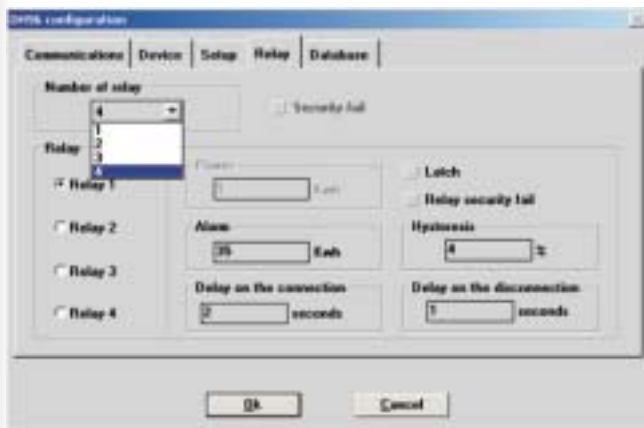 DH96 configuration
Communications Device Setup Relay Database
Number of relay
4
Security fail
1
2
3
4
Relay
Relay 1
Relay 2
Relay 3
Relay 4
1
Latch
Relay security fail
Alarm
35 Kwh
Hysteresis
4 %
Delay on the connection
2 seconds
Delay on the disconnection
1 seconds
Ok Cancel